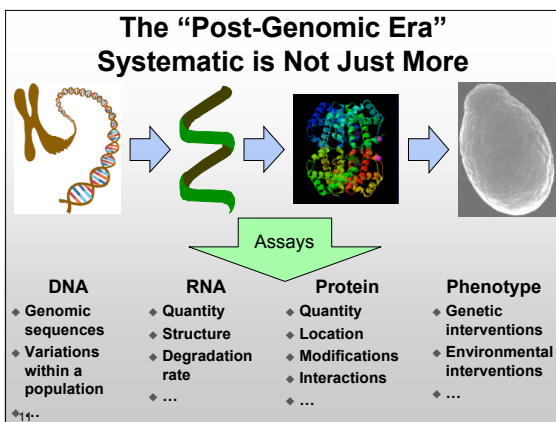 The “Post-Genomic Era”
Systematic is Not Just More
Assays
DNA
◆ Genomic
sequences
◆ Variations
within a
population
◆ …
RNA
◆ Quantity
◆ Structure
◆ Degradation
rate
◆ …
Protein
◆ Quantity
◆ Location
◆ Modifications
◆ Interactions
◆ …
Phenotype
◆ Genetic
interventions
◆ Environmental
interventions
◆ …
11